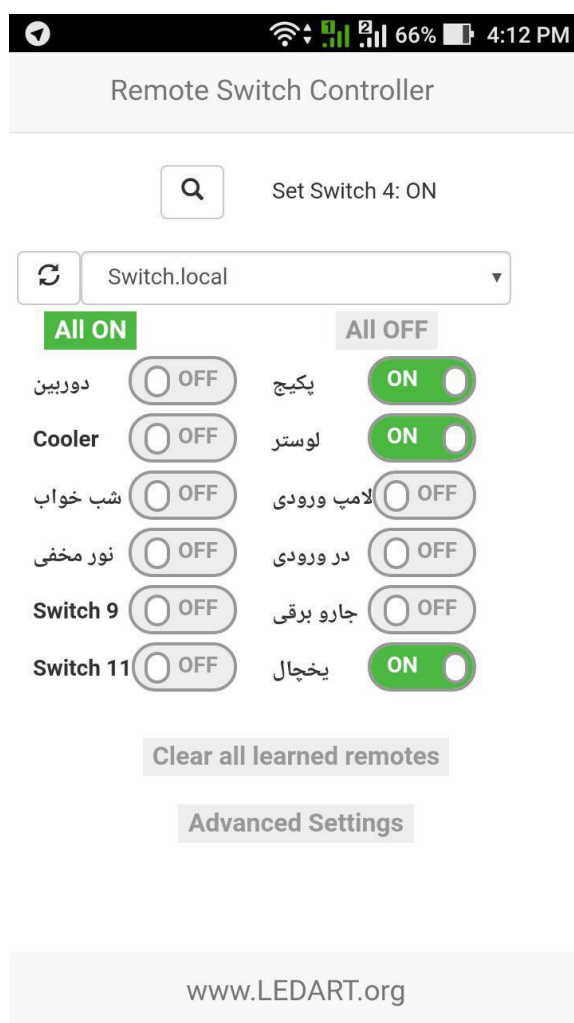 1 2 66% 4:12 PM
Remote Switch Controller
Set Switch 4: ON
Switch.local
All ON All OFF
دوربین OFF پکیج ON
Cooler OFF لوستر ON
شب خواب OFF لامپ ورودی OFF
نور مخفی OFF در ورودی OFF
Switch 9 OFF جارو برقی OFF
Switch 11 OFF یخچال ON
Clear all learned remotes
Advanced Settings
www.LEDART.org